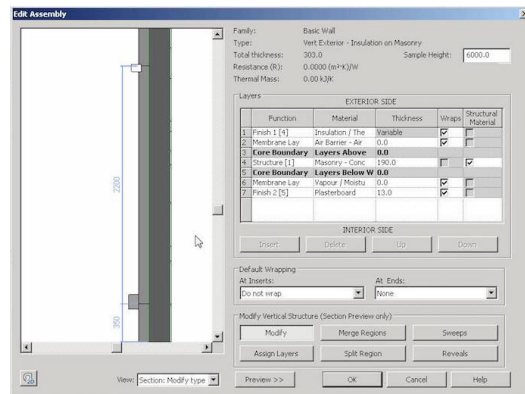 Edit Assembly
Family: Basic Wall
Type: Vert Exterior - Insulation on Masonry
Total thickness: 303.0 Sample Height: 6000.0
Resistance (R): 0.0000 (m²·K)/W
Thermal Mass: 0.00 kJ/K
Layers
EXTERIOR SIDE
Function Material Thickness Wraps Structural Material
1 Finish 1 [4] Insulation / The Variable
2 Membrane Lay Air Barrier - Air 0.0
3 Core Boundary Layers Above 0.0
4 Structure [1] Masonry - Conc 190.0
5 Core Boundary Layers Below W 0.0
6 Membrane Lay Vapour / Moistu 0.0
7 Finish 2 [5] Plasterboard 13.0
INTERIOR SIDE
Insert Delete Up Down
Default Wrapping
At Inserts: At Ends:
Do not wrap None
Modify Vertical Structure (Section Preview only)
Modify Merge Regions Sweeps
Assign Layers Split Region Reveals
2200
350
View: Section: Modify type Preview >> OK Cancel Help